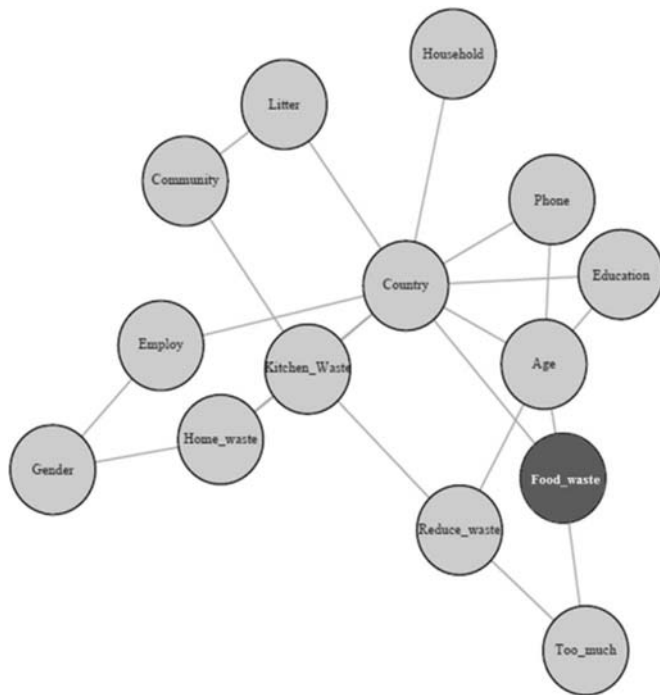 Household
Litter
Community
Phone
Education
Country
Employ
Kitchen_Waste
Age
Home_waste
Gender
Food_waste
Reduce_waste
Too_much